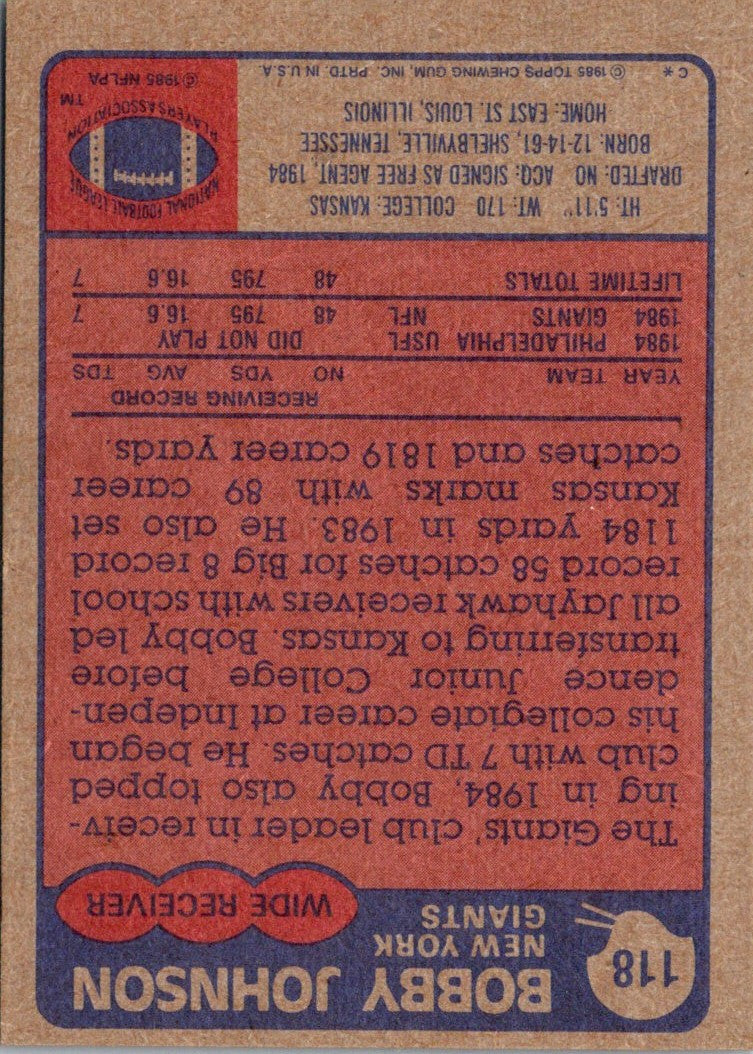 118
BOBBY JOHNSON
NEW YORK
GIANTS
WIDE RECEIVER
The Giants' club leader in receiv-
ing in 1984, Bobby also topped
club with 7 TD catches. He began
his collegiate career at Indepen-
dence Junior College before
transferring to Kansas. Bobby led
all Jayhawk receivers with school
record 58 catches for Big 8 record
1184 yards in 1983. He also set
Kansas marks with 89 career
catches and 1819 career yards.
RECEIVING RECORD
YEAR TEAM NO YDS AVG TDS
1984 PHILADELPHIA USFL DID NOT PLAY
1984 GIANTS NFL 48 795 16.6 7
LIFETIME TOTALS 48 795 16.6 7
HT: 5'11" WT: 170 COLLEGE: KANSAS
DRAFTED: NO ACQ: SIGNED AS FREE AGENT, 1984
BORN: 12-14-61, SHELBYVILLE, TENNESSEE
HOME: EAST ST. LOUIS, ILLINOIS
C* © 1985 TOPPS CHEWING GUM, INC. PRTD. IN U.S.A.
NATIONAL FOOTBALL LEAGUE
PLAYERS ASSOCIATION
TM
© 1985 NFLPA